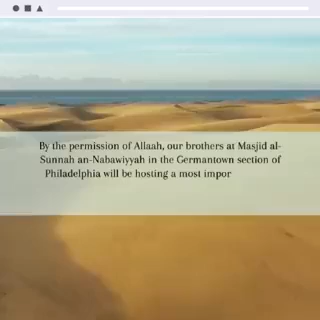 By the permission of Allaah, our brothers at Masjid al-
Sunnah an-Nabawiyyah in the Germantown section of
Philadelphia will be hosting a most impor